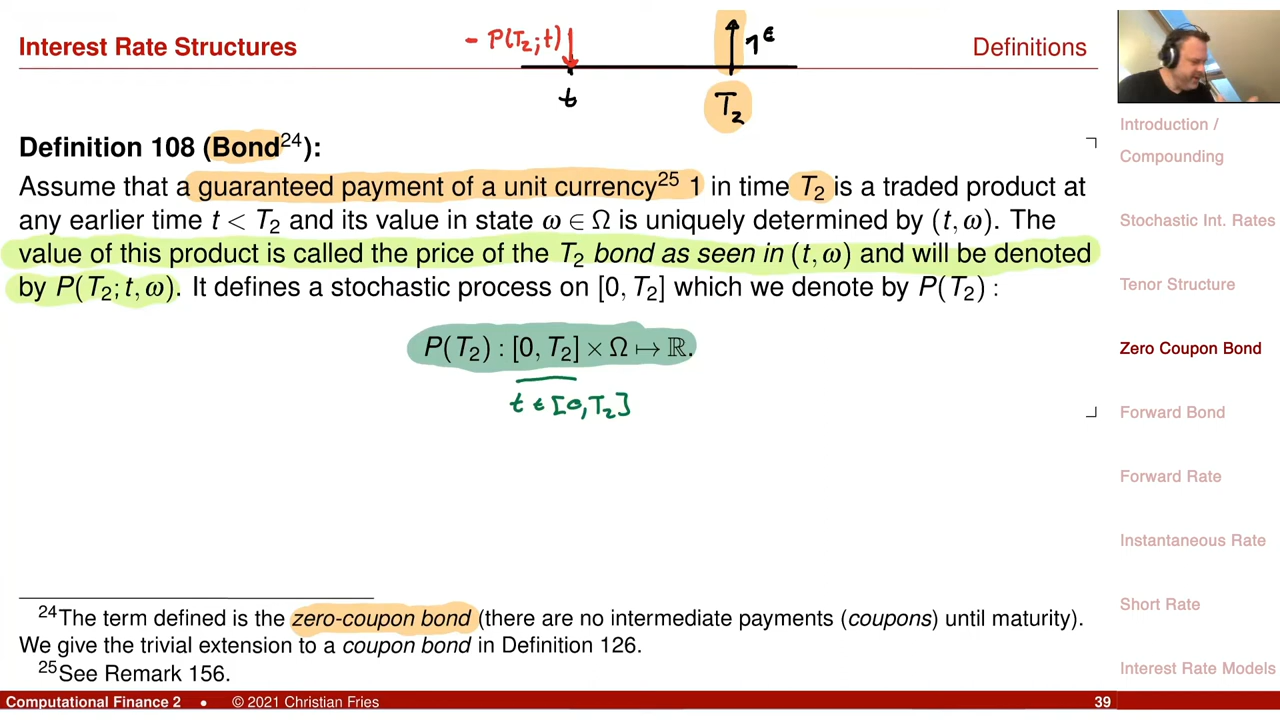 Interest Rate Structures
- P(T₂;t)
1€
t
T₂
Definitions
Definition 108 (Bond²⁴):
Assume that a guaranteed payment of a unit currency²⁵ 1 in time T₂ is a traded product at
any earlier time t < T₂ and its value in state ω ∈ Ω is uniquely determined by (t, ω). The
value of this product is called the price of the T₂ bond as seen in (t, ω) and will be denoted
by P(T₂; t, ω). It defines a stochastic process on [0, T₂] which we denote by P(T₂) :
P(T₂) : [0, T₂] × Ω ↦ ℝ.
t ∈ [0,T₂]
²⁴The term defined is the zero-coupon bond (there are no intermediate payments (coupons) until maturity).
We give the trivial extension to a coupon bond in Definition 126.
²⁵See Remark 156.
Introduction /
Compounding
Stochastic Int. Rates
Tenor Structure
Zero Coupon Bond
Forward Bond
Forward Rate
Instantaneous Rate
Short Rate
Interest Rate Models
Computational Finance 2 • © 2021 Christian Fries 39